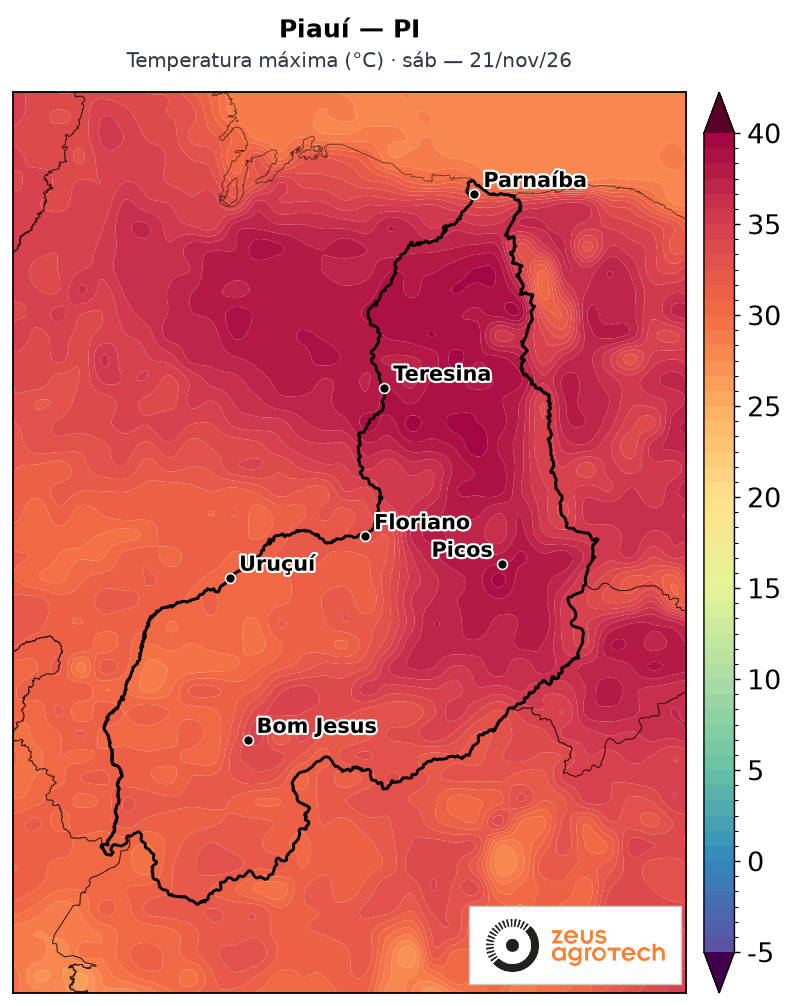 Piauí — PI
Temperatura máxima (°C) · sáb — 21/nov/26
Parnaíba
Teresina
Floriano
Picos
Uruçuí
Bom Jesus
40
35
30
25
20
15
10
5
0
-5
zeus
agrotech